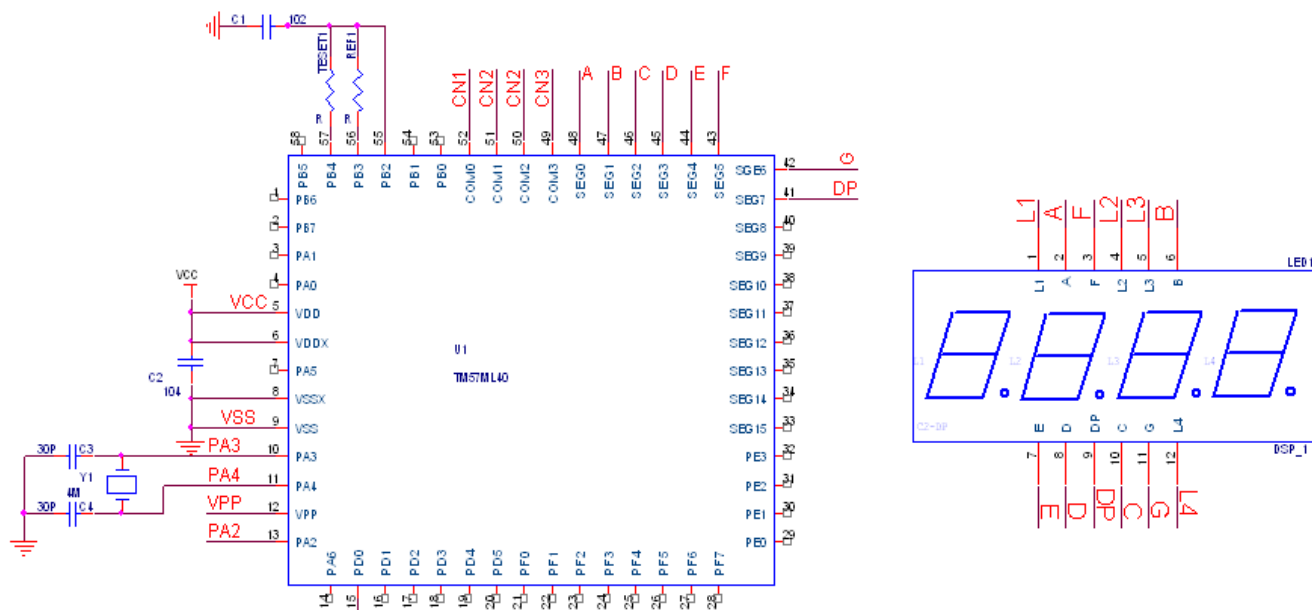 C1 102
TBSET1 REF1
R R
CN1 CN2 CN2 CN3 A B C D E F
58 57 56 55 54 53 52 51 50 49 48 47 46 45 44 43
PB5 PB4 PB3 PB2 PB1 PB0 COM0 COM1 COM2 COM3 SEG0 SEG1 SEG2 SEG3 SEG4 SEG5
SGE6 42 G
SEG7 41 DP
1 PB6
2 PB7
3 PA1
4 PA0
VCC
VCC 5 VDD
6 VDDX
7 PA5
C2
104
8 VSSX
VSS 9 VSS
PA3 10 PA3
PA4 11 PA4
VPP 12 VPP
PA2 13 PA2
30P C3
Y1
4M
30P C4
U1
TM57ML40
SEG8 40
SEG9 39
SEG10 38
SEG11 37
SEG12 36
SEG13 35
SEG14 34
SEG15 33
PE3 32
PE2 31
PE1 30
PE0 29
PA6 PD0 PD1 PD2 PD3 PD4 PD5 PF0 PF1 PF2 PF3 PF4 PF5 PF6 PF7
14 15 16 17 18 19 20 21 22 23 24 25 26 27 28
L1 A F L2 L3 B
1 2 3 4 5 6
LED1
L1 A F L2 L3 B
L1 L2 L3 L4
C2-DP
E D DP C G L4
DSP_1
7 8 9 10 11 12
E D DP C G L4